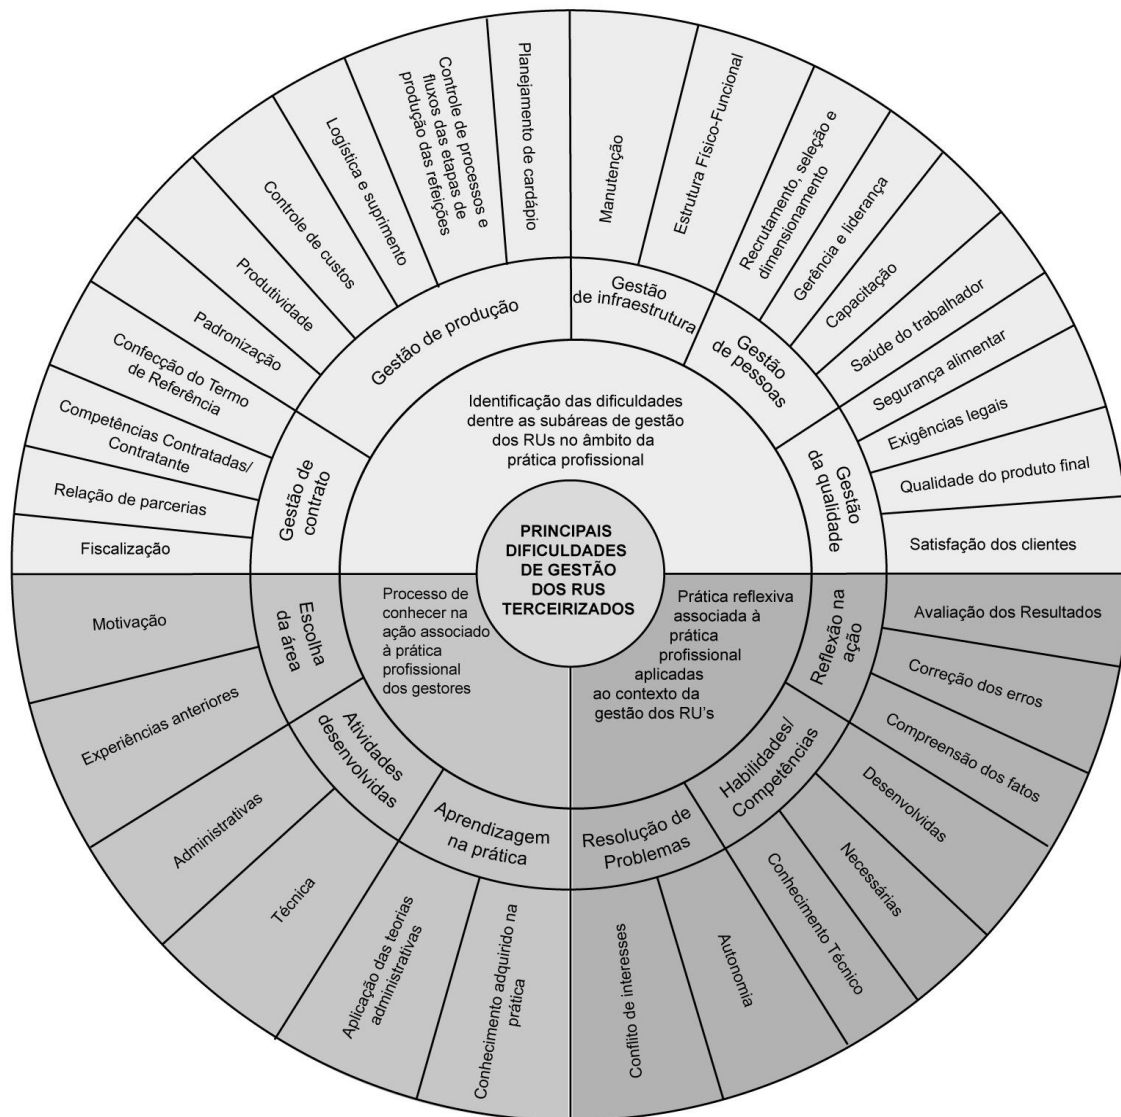 PRINCIPAIS
DIFICULDADES
DE GESTÃO
DOS RUS
TERCEIRIZADOS
Identificação das dificuldades
dentre as subáreas de gestão
dos RUs no âmbito da
prática profissional
Gestão de
contrato
Fiscalização
Relação de parcerias
Competências Contratadas/
Contratante
Confecção do Termo
de Referência
Gestão de produção
Padronização
Produtividade
Controle de custos
Logística e suprimento
Controle de processos e
fluxos das etapas de
produção das refeições
Planejamento de cardápio
Gestão
de infraestrutura
Manutenção
Estrutura Físico-Funcional
Gestão
de pessoas
Recrutamento, seleção e
dimensionamento
Gerência e liderança
Capacitação
Saúde do trabalhador
Gestão
da qualidade
Segurança alimentar
Exigências legais
Qualidade do produto final
Satisfação dos clientes
Prática reflexiva
associada à
prática
profissional
aplicadas
ao contexto da
gestão dos RU's
Reflexão na
ação
Avaliação dos Resultados
Correção dos erros
Compreensão dos fatos
Habilidades/
Competências
Desenvolvidas
Necessárias
Conhecimento Técnico
Resolução de
Problemas
Autonomia
Conflito de interesses
Processo de
conhecer na
ação associado
à prática
profissional
dos gestores
Aprendizagem
na prática
Conhecimento adquirido na
prática
Aplicação das teorias
administrativas
Atividades
desenvolvidas
Técnica
Administrativas
Escolha
da área
Experiências anteriores
Motivação